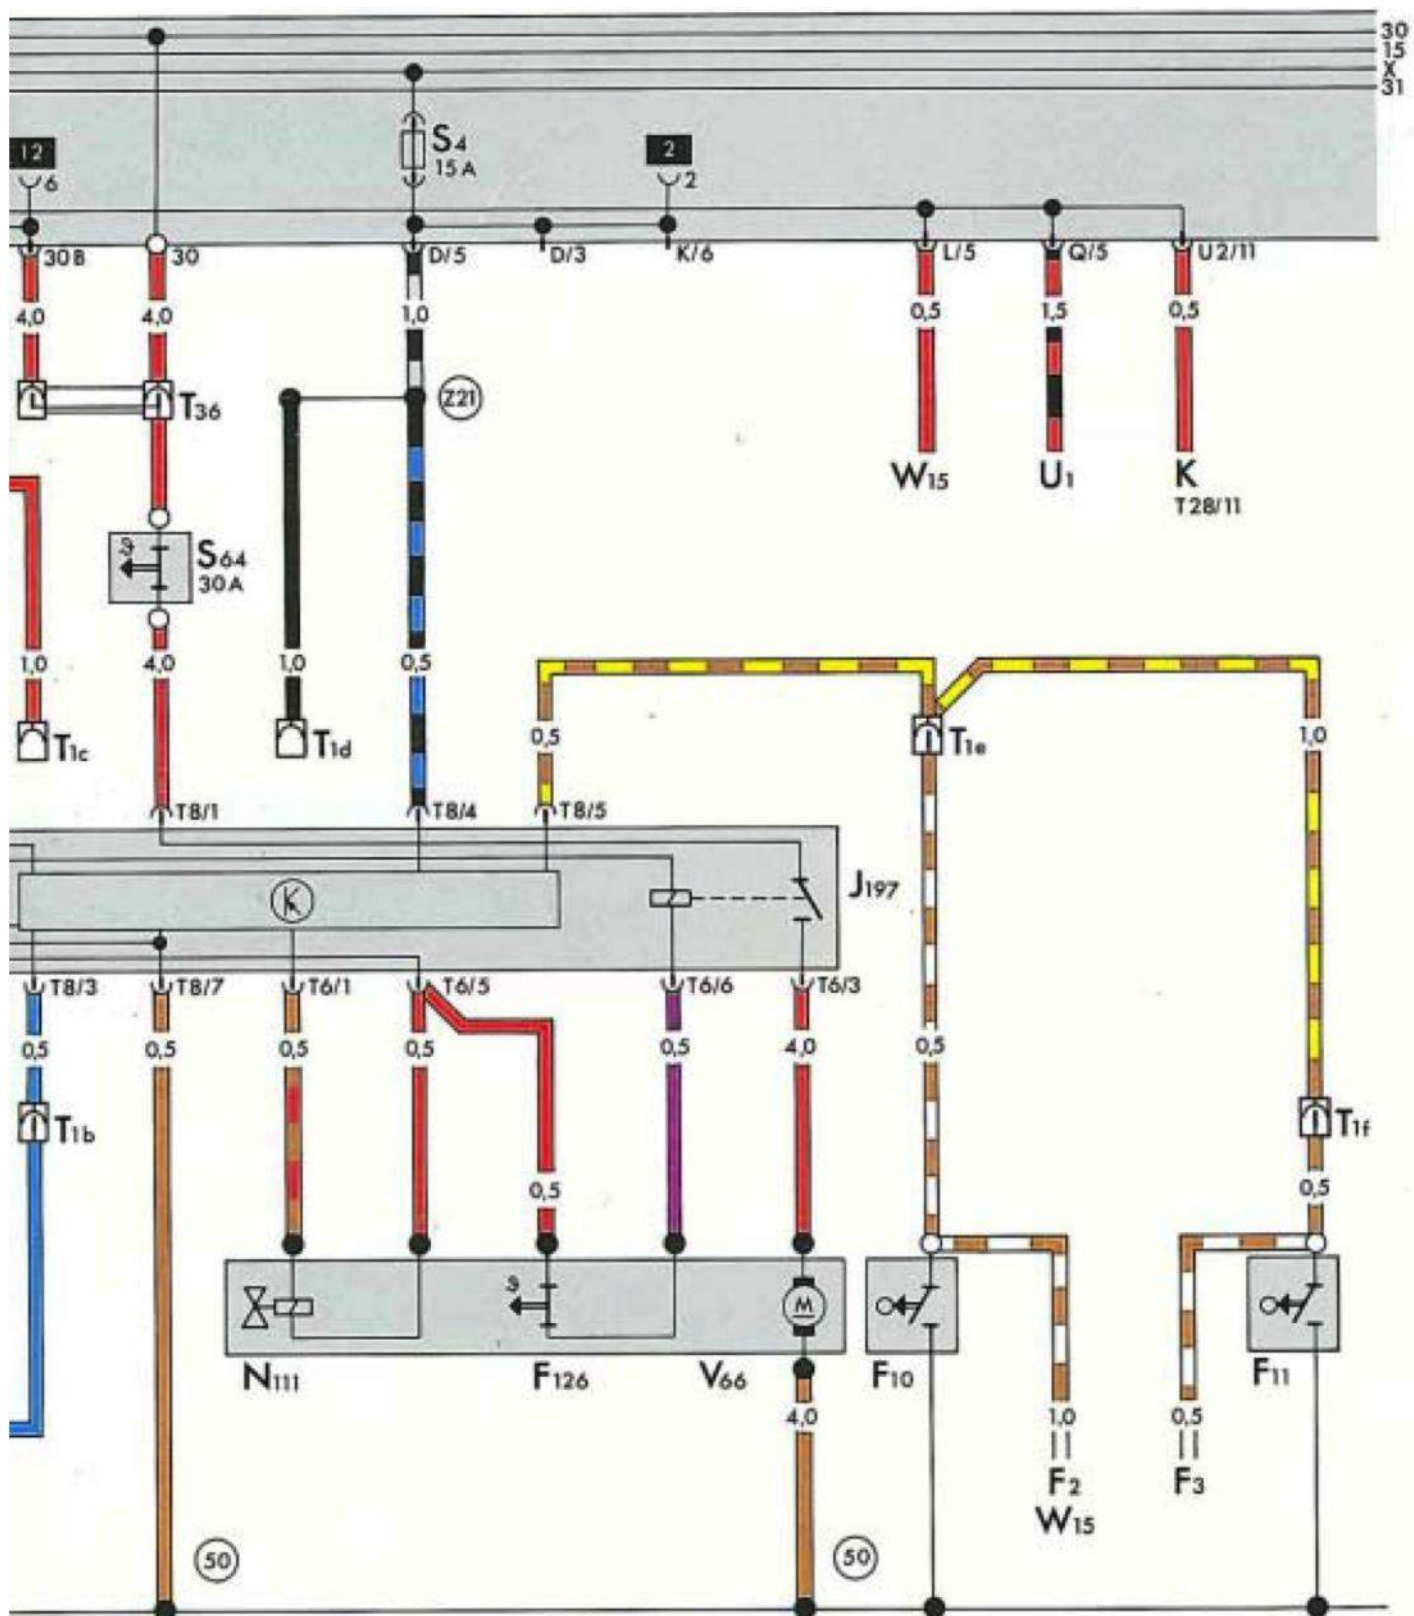 30
15
X
31
12
6
S4
15 A
2
2
30 B
30
D/5
D/3
K/6
L/5
Q/5
U2/11
4,0
4,0
1,0
0,5
1,5
0,5
T36
Z21
W15
U1
K
T28/11
S64
30 A
1,0
4,0
1,0
0,5
0,5
1,0
T1c
T1d
T1e
T8/1
T8/4
T8/5
J197
T8/3
T8/7
T6/1
T6/5
T6/6
T6/3
0,5
0,5
0,5
0,5
0,5
4,0
0,5
T1b
T1f
0,5
0,5
M
N111
F126
V66
F10
F11
4,0
1,0
0,5
F2
F3
W15
50
50